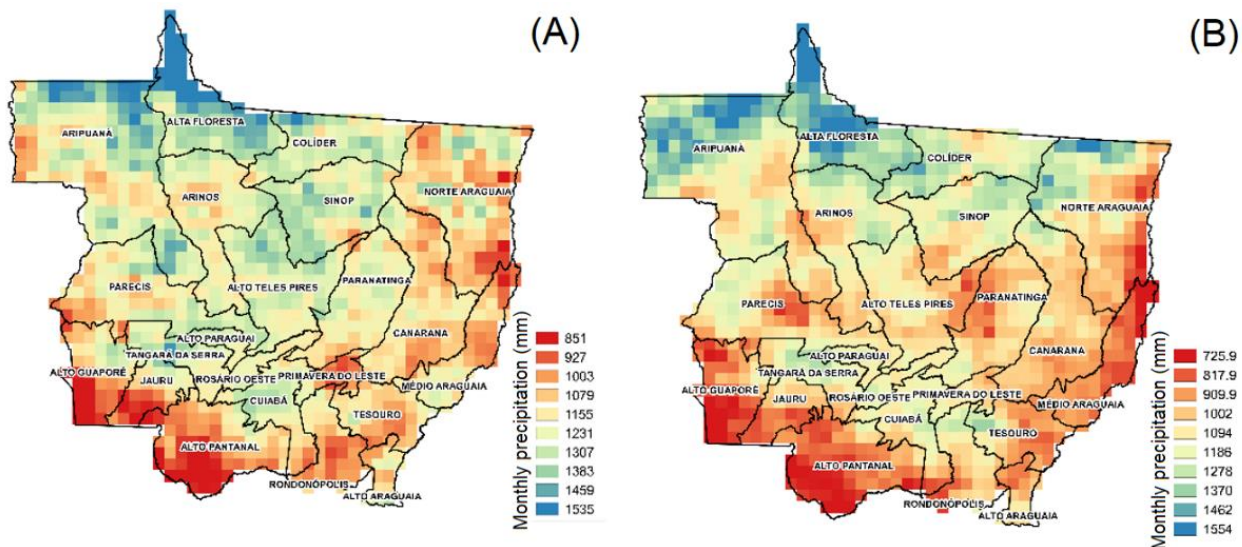 (A)
ARIPUANÃ
ALTA FLORESTA
COLÍDER
ARINOS
SINOP
NORTE ARAGUAIA
PARECIS
ALTO TELES PIRES
PARANATINGA
CANARANA
ALTO PARAGUAI
TANGARÁ DA SERRA
ALTO GUAPORÉ
JAURU
ROSÁRIO OESTE
PRIMAVERA DO LESTE
MÉDIO ARAGUAIA
CUIABÁ
TESOURO
ALTO PANTANAL
RONDONÓPOLIS
ALTO ARAGUAIA
Monthly precipitation (mm)
851
927
1003
1079
1155
1231
1307
1383
1459
1535
(B)
ALTA FLORESTA
ARIPUANÃ
COLÍDER
ARINOS
SINOP
NORTE ARAGUAIA
PARECIS
ALTO TELES PIRES
PARANATINGA
CANARANA
ALTO PARAGUAI
TANGARÁ DA SERRA
ALTO GUAPORÉ
JAURU
ROSÁRIO OESTE
PRIMAVERA DO LESTE
MÉDIO ARAGUAIA
CUIABÁ
TESOURO
ALTO PANTANAL
RONDONÓPOLIS
ALTO ARAGUAIA
Monthly precipitation (mm)
725.9
817.9
909.9
1002
1094
1186
1278
1370
1462
1554